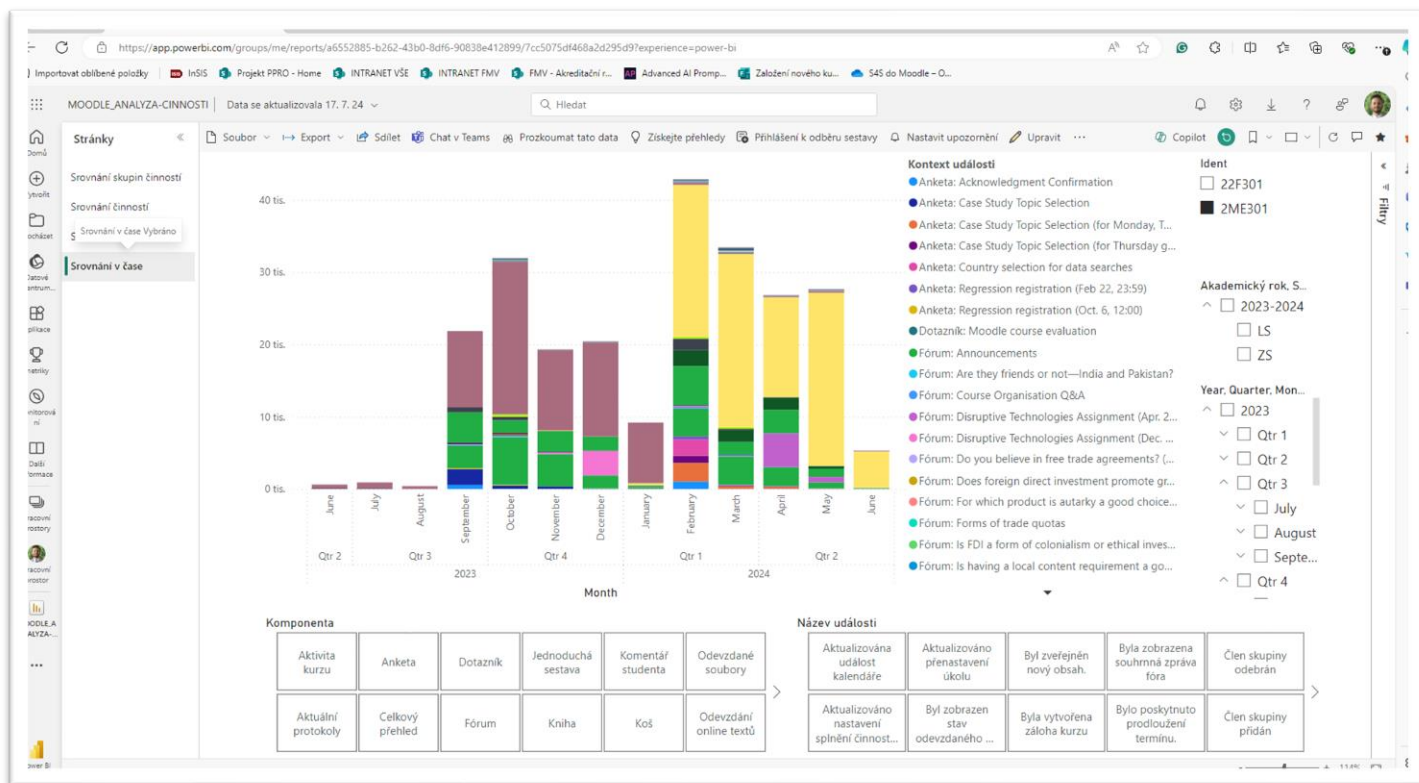 https://app.powerbi.com/groups/me/reports/a6552885-b262-43b0-8df6-90838e412899/7cc5075df468a2d295d9?experience=power-bi
Importovat oblíbené položky
InSIS
Projekt PPRO - Home
INTRANET VŠE
INTRANET FMV
FMV - Akreditační r...
Advanced AI Promp...
Založení nového ku...
S4S do Moodle – O...
MOODLE_ANALYZA-CINNOSTI
Data se aktualizovala 17. 7. 24
Hledat
Domů
Stránky
Srovnání skupin činností
Srovnání činností
Srovnání v čase Vybráno
Srovnání v čase
Soubor
Export
Sdílet
Chat v Teams
Prozkoumat tato data
Získejte přehledy
Přihlášení k odběru sestavy
Nastavit upozornění
Upravit
Copilot
40 tis.
30 tis.
20 tis.
10 tis.
0 tis.
June
July
August
September
October
November
December
January
February
March
April
May
June
Qtr 2
Qtr 3
Qtr 4
Qtr 1
Qtr 2
2023
2024
Month
Kontext události
Anketa: Acknowledgment Confirmation
Anketa: Case Study Topic Selection
Anketa: Case Study Topic Selection (for Monday, T...
Anketa: Case Study Topic Selection (for Thursday g...
Anketa: Country selection for data searches
Anketa: Regression registration (Feb 22, 23:59)
Anketa: Regression registration (Oct. 6, 12:00)
Dotazník: Moodle course evaluation
Fórum: Announcements
Fórum: Are they friends or not—India and Pakistan?
Fórum: Course Organisation Q&A
Fórum: Disruptive Technologies Assignment (Apr. 2...
Fórum: Disruptive Technologies Assignment (Dec. ...
Fórum: Do you believe in free trade agreements? (...
Fórum: Does foreign direct investment promote gr...
Fórum: For which product is autarky a good choice...
Fórum: Forms of trade quotas
Fórum: Is FDI a form of colonialism or ethical inves...
Fórum: Is having a local content requirement a go...
Ident
22F301
2ME301
Akademický rok, S...
2023-2024
LS
ZS
Year, Quarter, Mon...
2023
Qtr 1
Qtr 2
Qtr 3
July
August
Septe...
Qtr 4
Filtry
Komponenta
Aktivita
kurzu
Anketa
Dotazník
Jednoduchá
sestava
Komentář
studenta
Odevzdané
soubory
Aktuální
protokoly
Celkový
přehled
Fórum
Kniha
Koš
Odevzdání
online textů
Název události
Aktualizována
událost
kalendáře
Aktualizováno
přenastavení
úkolu
Byl zveřejněn
nový obsah.
Byla zobrazena
souhrnná zpráva
fóra
Člen skupiny
odebrán
Aktualizováno
nastavení
splnění činnost...
Byl zobrazen
stav
odevzdaného ...
Byla vytvořena
záloha kurzu
Bylo poskytnuto
prodloužení
termínu.
Člen skupiny
přidán